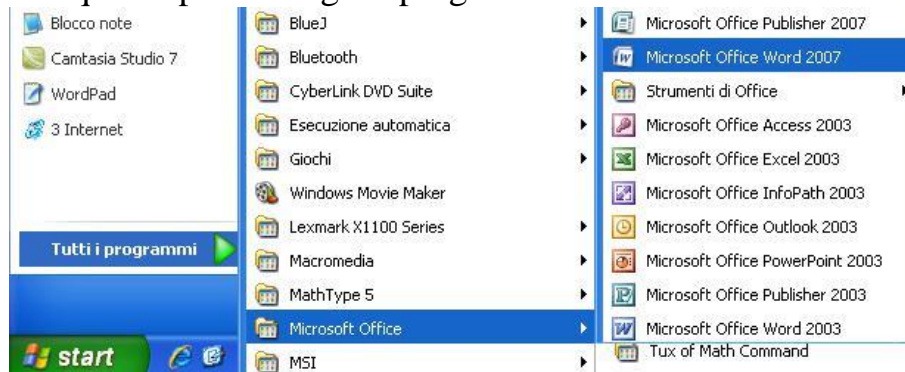 Blocco note
Camtasia Studio 7
WordPad
3 Internet
Tutti i programmi
start
BlueJ
Bluetooth
CyberLink DVD Suite
Esecuzione automatica
Giochi
Windows Movie Maker
Lexmark X1100 Series
Macromedia
MathType 5
Microsoft Office
MSI
Microsoft Office Publisher 2007
Microsoft Office Word 2007
Strumenti di Office
Microsoft Office Access 2003
Microsoft Office Excel 2003
Microsoft Office InfoPath 2003
Microsoft Office Outlook 2003
Microsoft Office PowerPoint 2003
Microsoft Office Publisher 2003
Microsoft Office Word 2003
Tux of Math Command